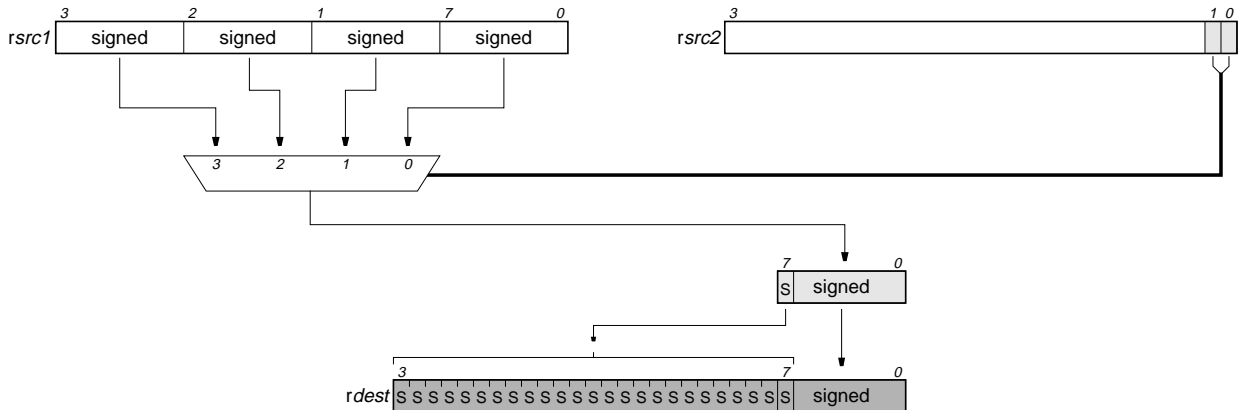 3 2 1 7 0 3 1 0
rsrc1 signed signed signed signed rsrc2
3 2 1 0
7 0
S signed
3 7 0
rdest S S S S S S S S S S S S S S S S S S S S S S S S S signed